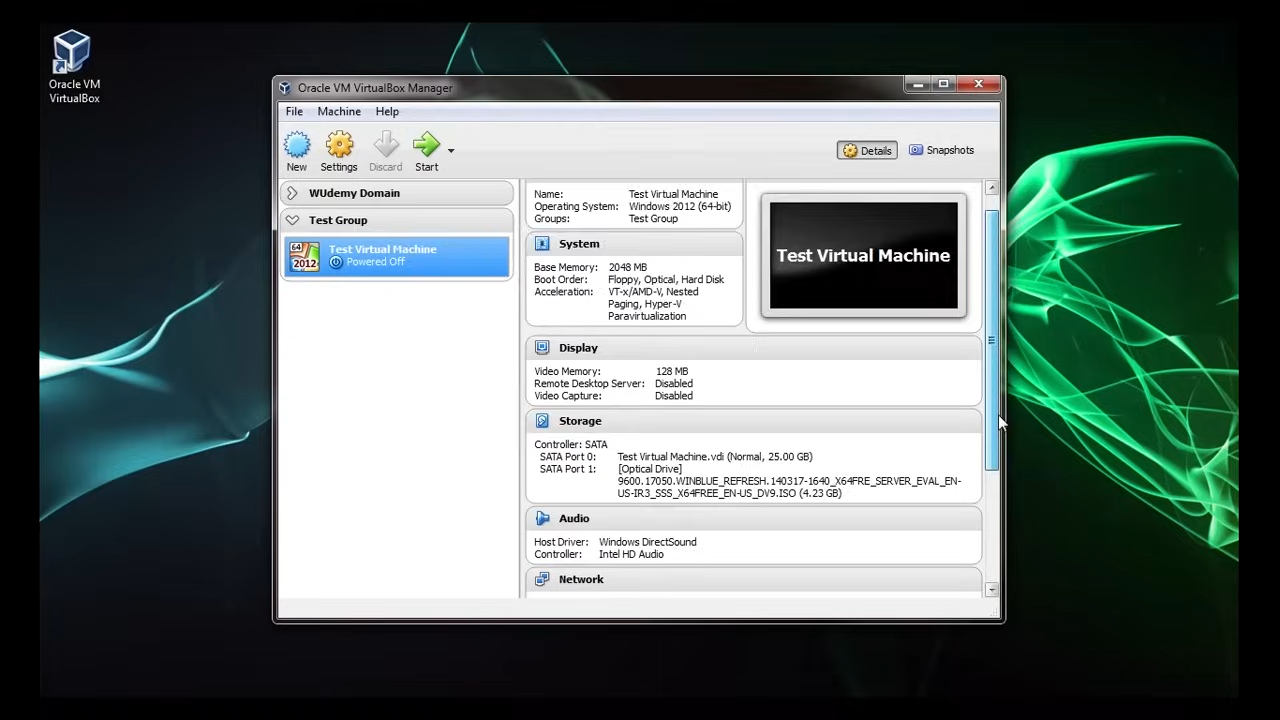 Oracle VM
VirtualBox
Oracle VM VirtualBox Manager
File Machine Help
New Settings Discard Start Details Snapshots
WUdemy Domain
Test Group
64
2012
Test Virtual Machine
Powered Off
Name: Test Virtual Machine
Operating System: Windows 2012 (64-bit)
Groups: Test Group
System
Base Memory: 2048 MB
Boot Order: Floppy, Optical, Hard Disk
Acceleration: VT-x/AMD-V, Nested
Paging, Hyper-V
Paravirtualization
Test Virtual Machine
Display
Video Memory: 128 MB
Remote Desktop Server: Disabled
Video Capture: Disabled
Storage
Controller: SATA
SATA Port 0: Test Virtual Machine.vdi (Normal, 25.00 GB)
SATA Port 1: [Optical Drive]
9600.17050.WINBLUE_REFRESH.140317-1640_X64FRE_SERVER_EVAL_EN-
US-IR3_SSS_X64FREE_EN-US_DV9.ISO (4.23 GB)
Audio
Host Driver: Windows DirectSound
Controller: Intel HD Audio
Network